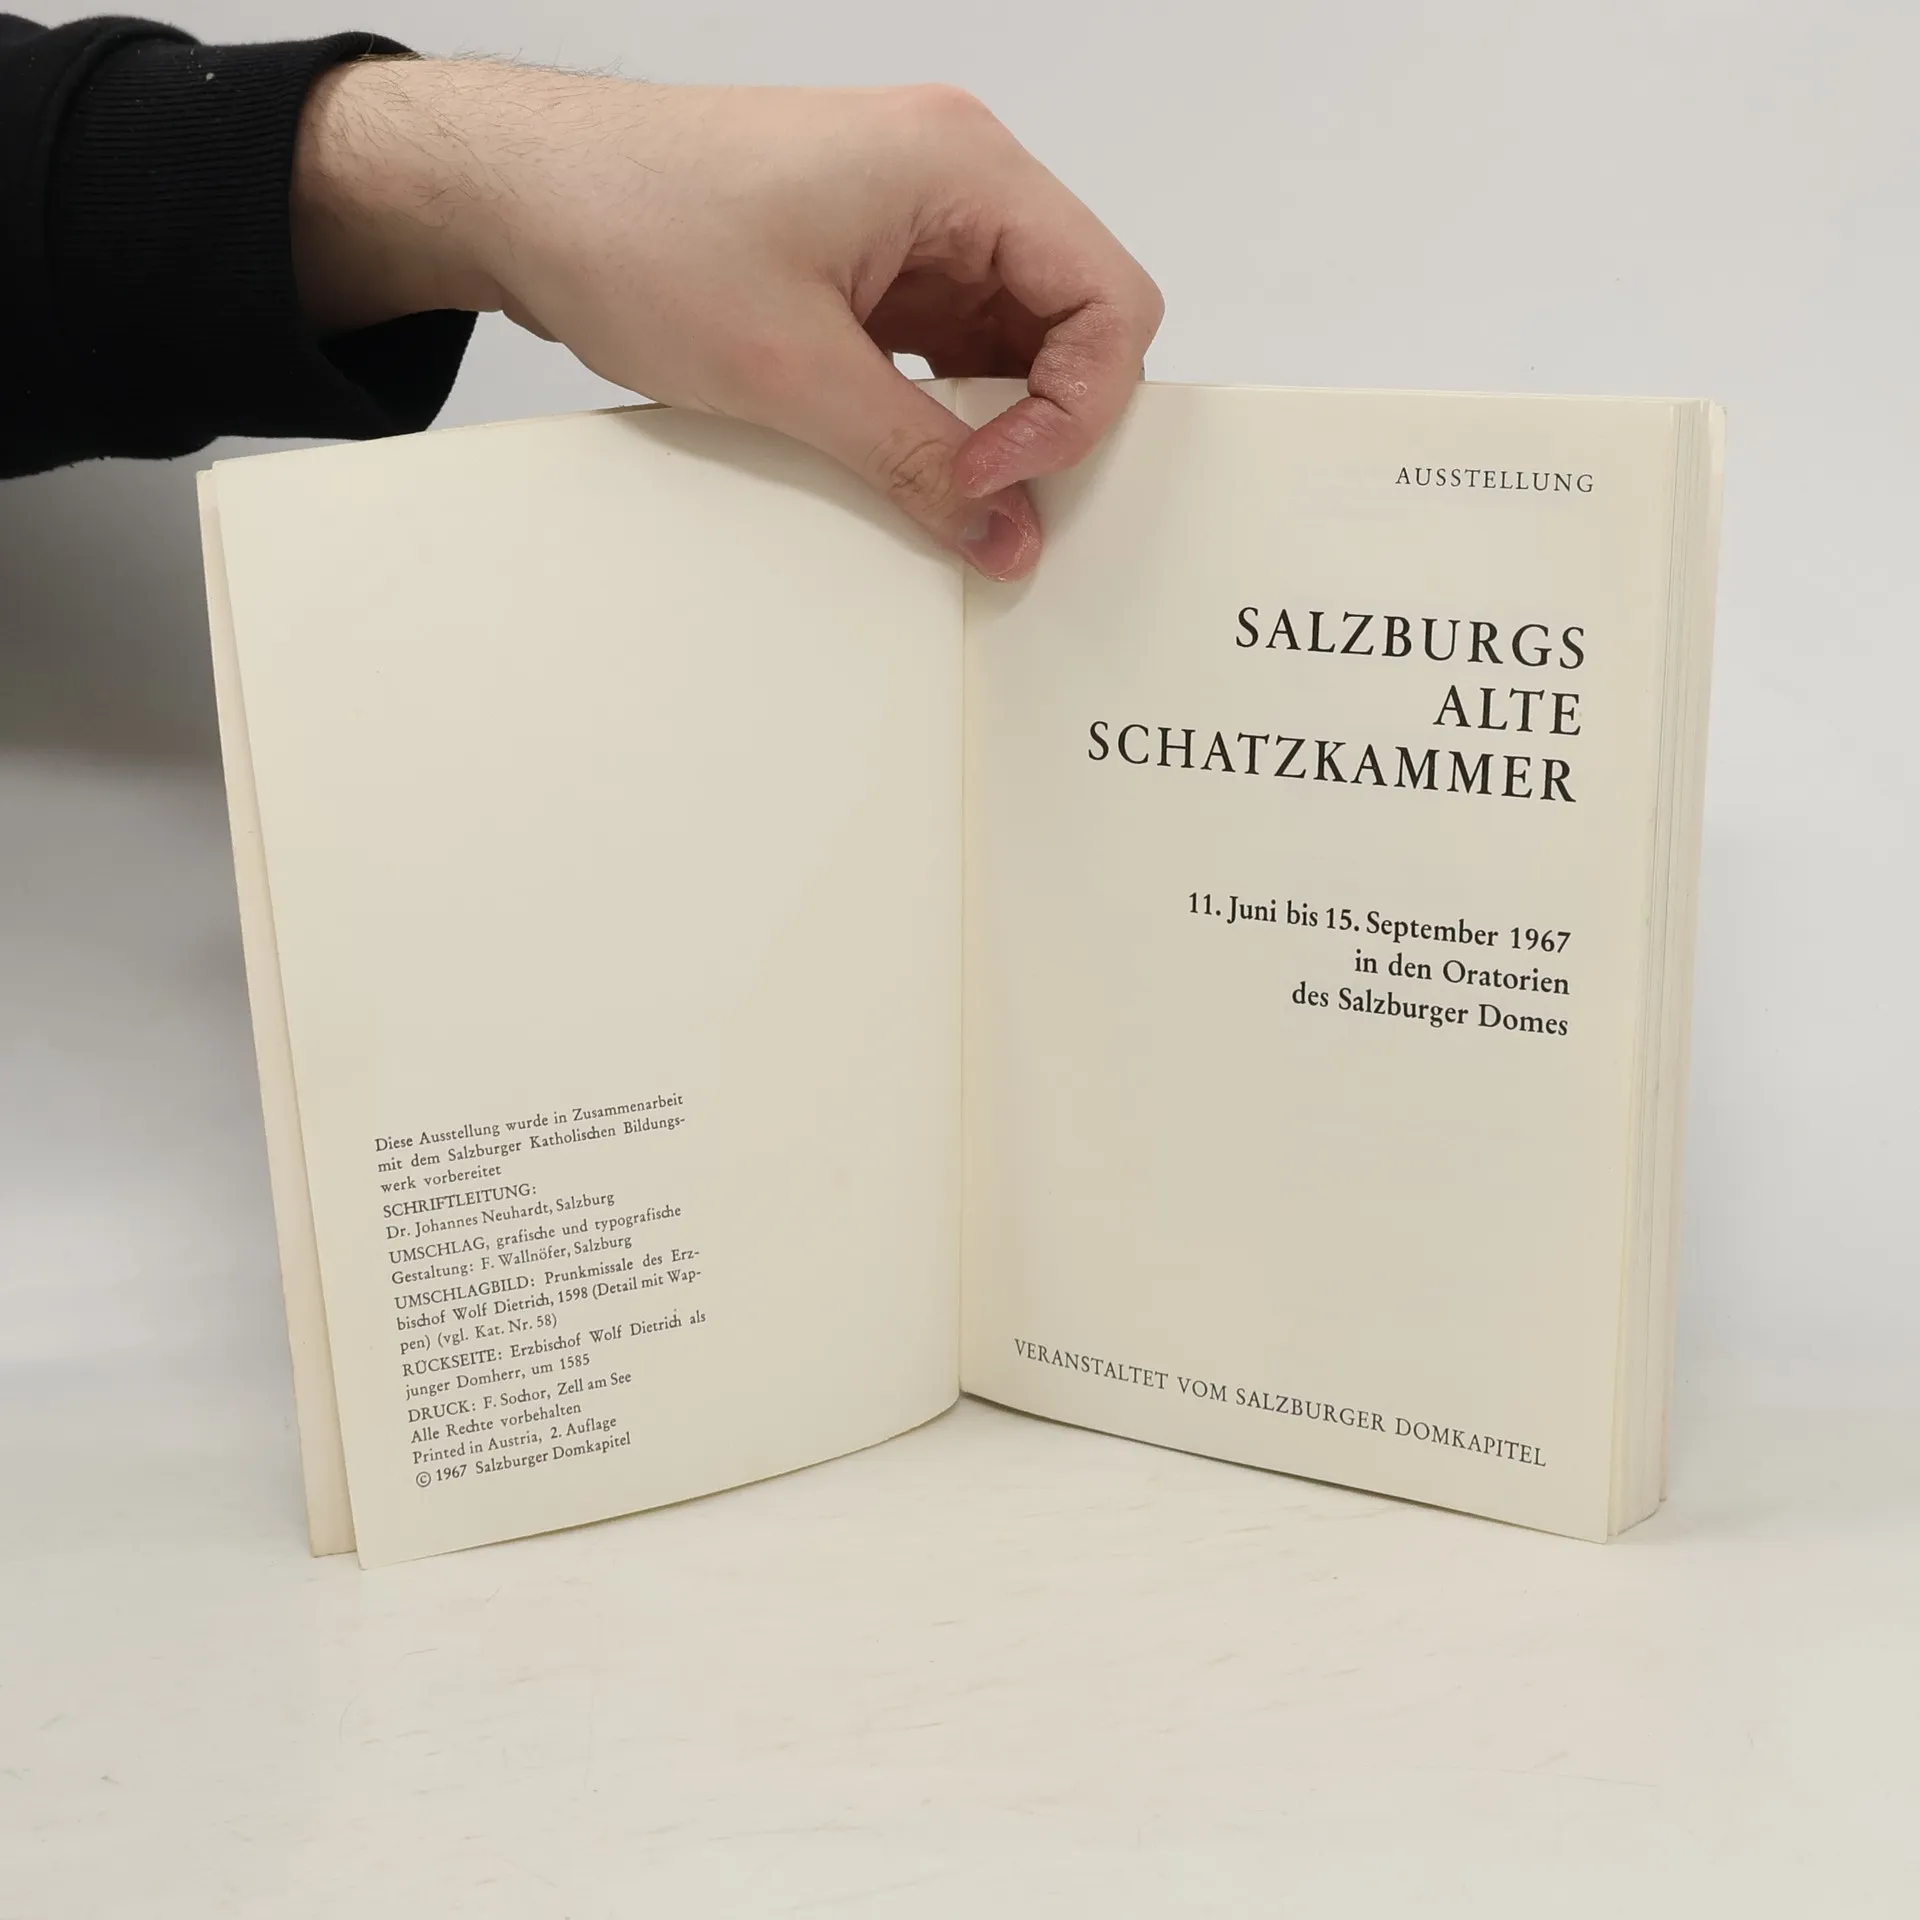 Diese Ausstellung wurde in Zusammenarbeit
mit dem Salzburger Katholischen Bildungs-
werk vorbereitet
SCHRIFTLEITUNG:
Dr. Johannes Neuhardt, Salzburg
UMSCHLAG, grafische und typografische
Gestaltung: F. Wallnöfer, Salzburg
UMSCHLAGBILD: Prunkmissale des Erz-
bischof Wolf Dietrich, 1598 (Detail mit Wap-
pen) (vgl. Kat. Nr. 58)
RÜCKSEITE: Erzbischof Wolf Dietrich als
junger Domherr, um 1585
DRUCK: F. Sochor, Zell am See
Alle Rechte vorbehalten
Printed in Austria, 2. Auflage
© 1967 Salzburger Domkapitel
AUSSTELLUNG
SALZBURGS
ALTE
SCHATZKAMMER
11. Juni bis 15. September 1967
in den Oratorien
des Salzburger Domes
VERANSTALTET VOM SALZBURGER DOMKAPITEL